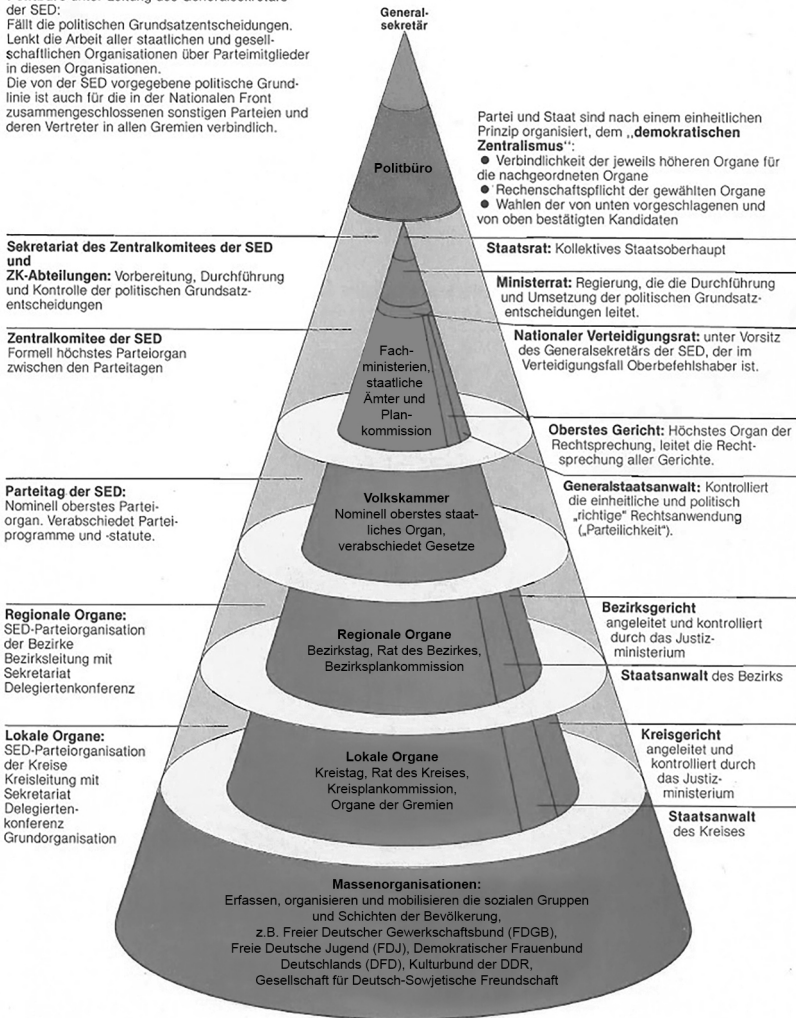 der SED:
Fällt die politischen Grundsatzentscheidungen.
Lenkt die Arbeit aller staatlichen und gesell-
schaftlichen Organisationen über Parteimitglieder
in diesen Organisationen.
Die von der SED vorgegebene politische Grund-
linie ist auch für die in der Nationalen Front
zusammengeschlossenen sonstigen Parteien und
deren Vertreter in allen Gremien verbindlich.
General-
sekretär
Politbüro
Partei und Staat sind nach einem einheitlichen
Prinzip organisiert, dem „demokratischen
Zentralismus":
● Verbindlichkeit der jeweils höheren Organe für
die nachgeordneten Organe
● Rechenschaftspflicht der gewählten Organe
● Wahlen der von unten vorgeschlagenen und
von oben bestätigten Kandidaten
Sekretariat des Zentralkomitees der SED
und
ZK-Abteilungen: Vorbereitung, Durchführung
und Kontrolle der politischen Grundsatz-
entscheidungen
Zentralkomitee der SED
Formell höchstes Parteiorgan
zwischen den Parteitagen
Parteitag der SED:
Nominell oberstes Partei-
organ. Verabschiedet Partei-
programme und -statute.
Regionale Organe:
SED-Parteiorganisation
der Bezirke
Bezirksleitung mit
Sekretariat
Delegiertenkonferenz
Lokale Organe:
SED-Parteiorganisation
der Kreise
Kreisleitung mit
Sekretariat
Delegierten-
konferenz
Grundorganisation
Fach-
ministerien,
staatliche
Ämter und
Plan-
kommission
Volkskammer
Nominell oberstes staat-
liches Organ,
verabschiedet Gesetze
Regionale Organe
Bezirkstag, Rat des Bezirkes,
Bezirksplankommission
Lokale Organe
Kreistag, Rat des Kreises,
Kreisplankommission,
Organe der Gremien
Staatsrat: Kollektives Staatsoberhaupt
Ministerrat: Regierung, die die Durchführung
und Umsetzung der politischen Grundsatz-
entscheidungen leitet.
Nationaler Verteidigungsrat: unter Vorsitz
des Generalsekretärs der SED, der im
Verteidigungsfall Oberbefehlshaber ist.
Oberstes Gericht: Höchstes Organ der
Rechtsprechung, leitet die Recht-
sprechung aller Gerichte.
Generalstaatsanwalt: Kontrolliert
die einheitliche und politisch
„richtige" Rechtsanwendung
(„Parteilichkeit").
Bezirksgericht
angeleitet und kontrolliert
durch das Justiz-
ministerium
Staatsanwalt des Bezirks
Kreisgericht
angeleitet und
kontrolliert durch
das Justiz-
ministerium
Staatsanwalt
des Kreises
Massenorganisationen:
Erfassen, organisieren und mobilisieren die sozialen Gruppen
und Schichten der Bevölkerung,
z.B. Freier Deutscher Gewerkschaftsbund (FDGB),
Freie Deutsche Jugend (FDJ), Demokratischer Frauenbund
Deutschlands (DFD), Kulturbund der DDR,
Gesellschaft für Deutsch-Sowjetische Freundschaft